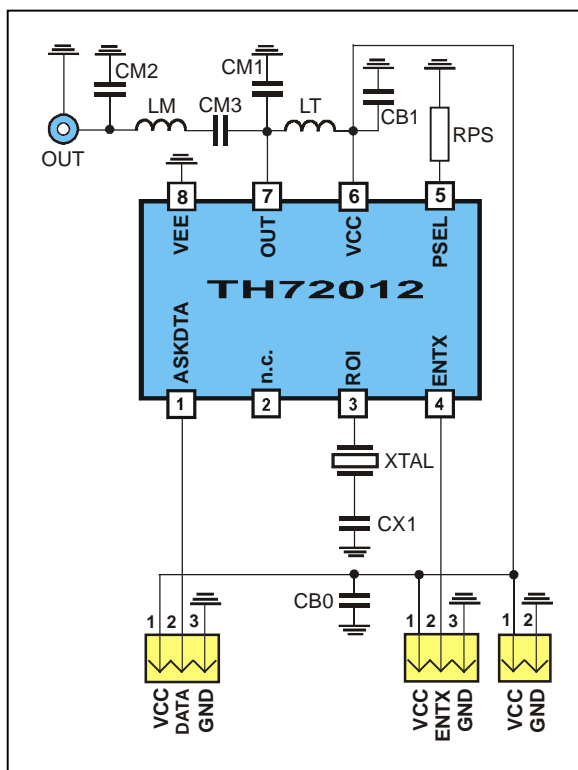 CM2
CM1
LM
CM3
LT
CB1
RPS
OUT
8
7
6
5
VEE
OUT
VCC
PSEL
TH72012
ASKDTA
n.c.
ROI
ENTX
1
2
3
4
XTAL
CX1
CB0
1 2 3
1 2 3
1 2
VCC
DATA
GND
VCC
ENTX
GND
VCC
GND